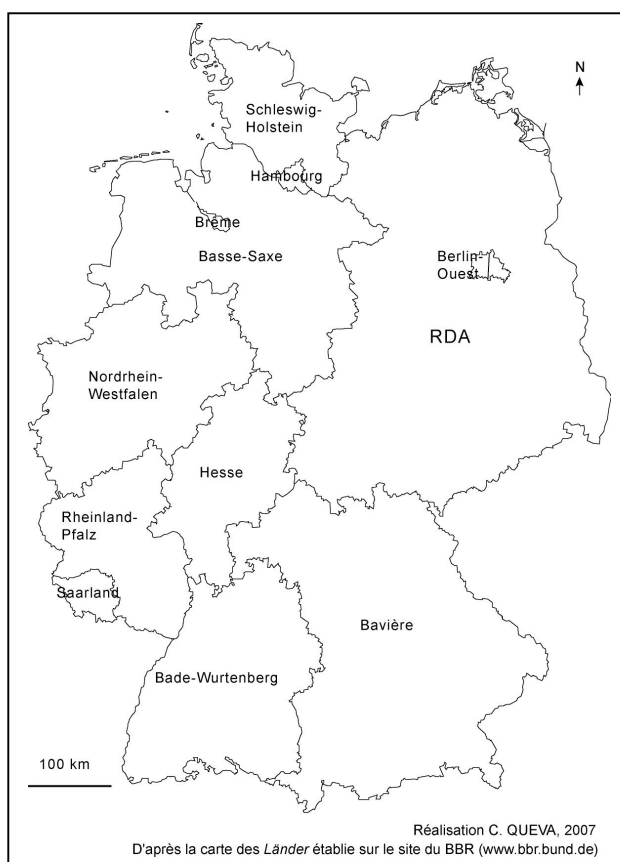 N
Schleswig-
Holstein
Hambourg
Brême
Basse-Saxe
Berlin-
Ouest
RDA
Nordrhein-
Westfalen
Hesse
Rheinland-
Pfalz
Saarland
Bavière
Bade-Wurtenberg
100 km
Réalisation C. QUEVA, 2007
D'après la carte des Länder établie sur le site du BBR (www.bbr.bund.de)